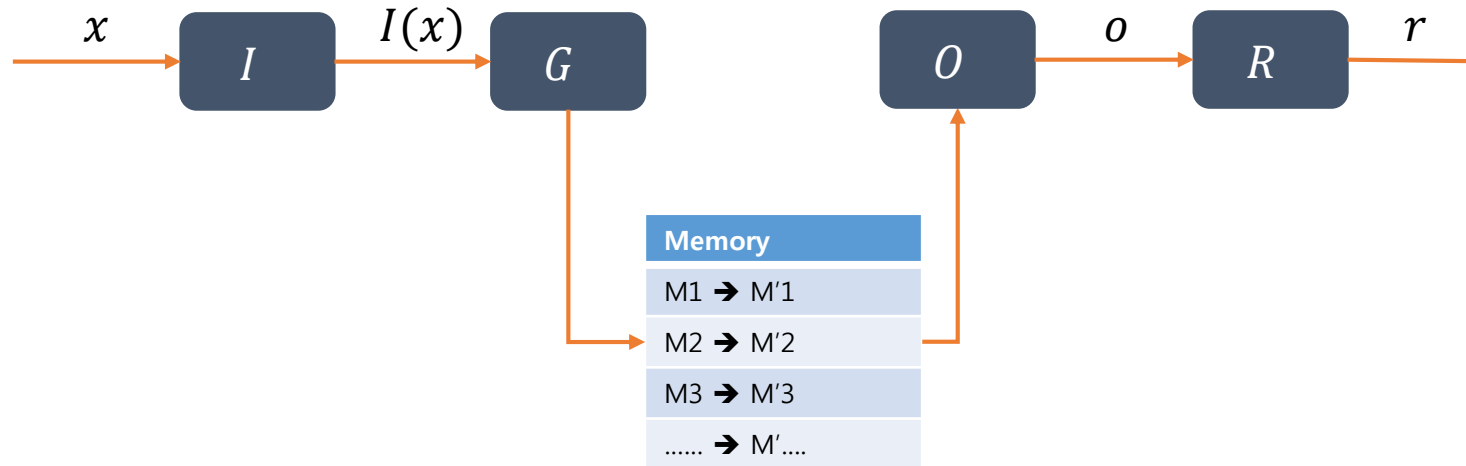 x I(x) o r
I G O R
Memory
M1 ➔ M'1
M2 ➔ M'2
M3 ➔ M'3
...... ➔ M'....